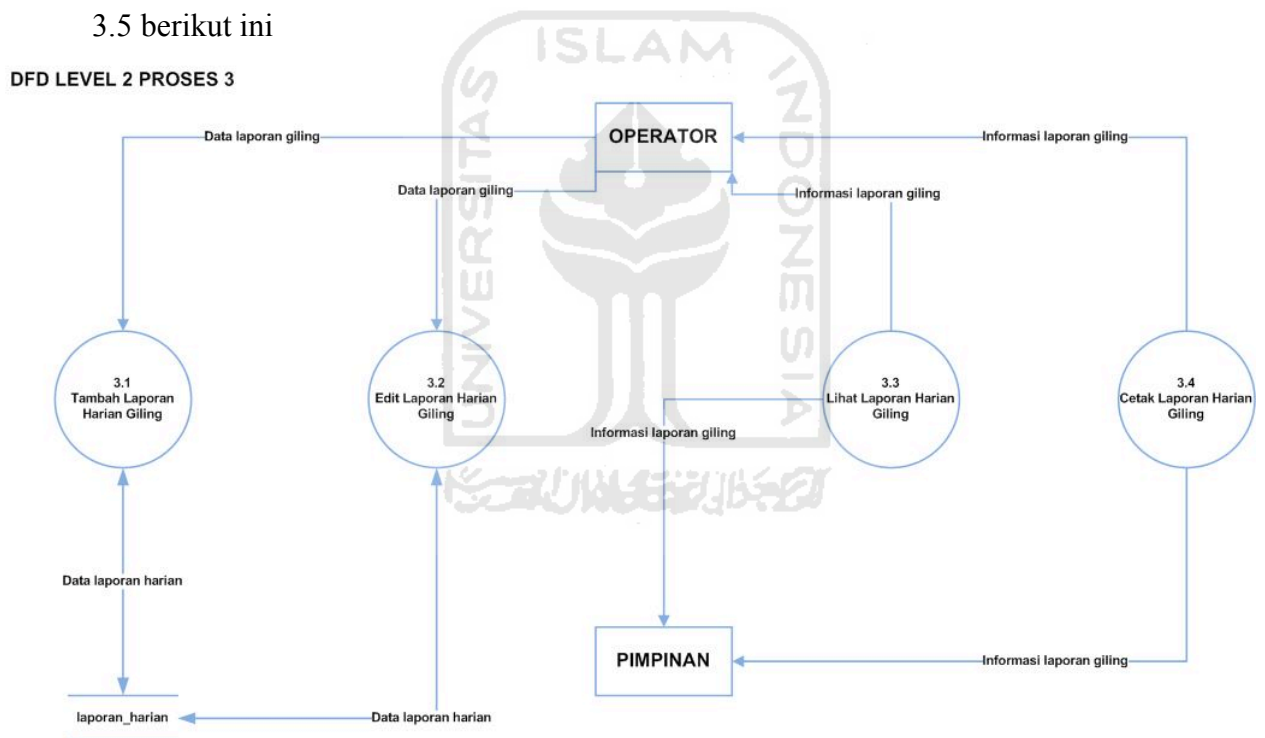 3.5 berikut ini
DFD LEVEL 2 PROSES 3
ISLAM
UNIVERSITAS
INDONESIA
OPERATOR
Data laporan giling
Informasi laporan giling
Data laporan giling
Informasi laporan giling
3.1
Tambah Laporan
Harian Giling
3.2
Edit Laporan Harian
Giling
3.3
Lihat Laporan Harian
Giling
3.4
Cetak Laporan Harian
Giling
Informasi laporan giling
Data laporan harian
PIMPINAN
Informasi laporan giling
laporan_harian
Data laporan harian